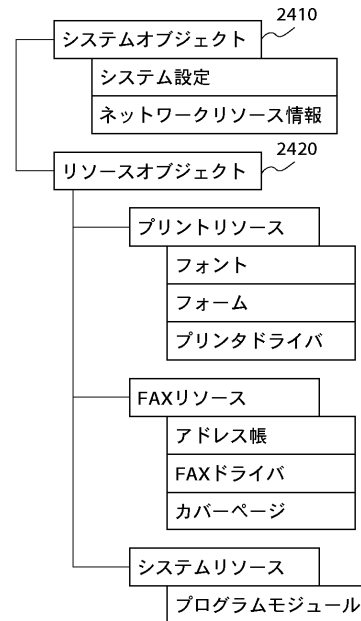 2410
システムオブジェクト
システム設定
ネットワークリソース情報
2420
リソースオブジェクト
プリントリソース
フォント
フォーム
プリンタドライバ
FAXリソース
アドレス帳
FAXドライバ
カバーページ
システムリソース
プログラムモジュール